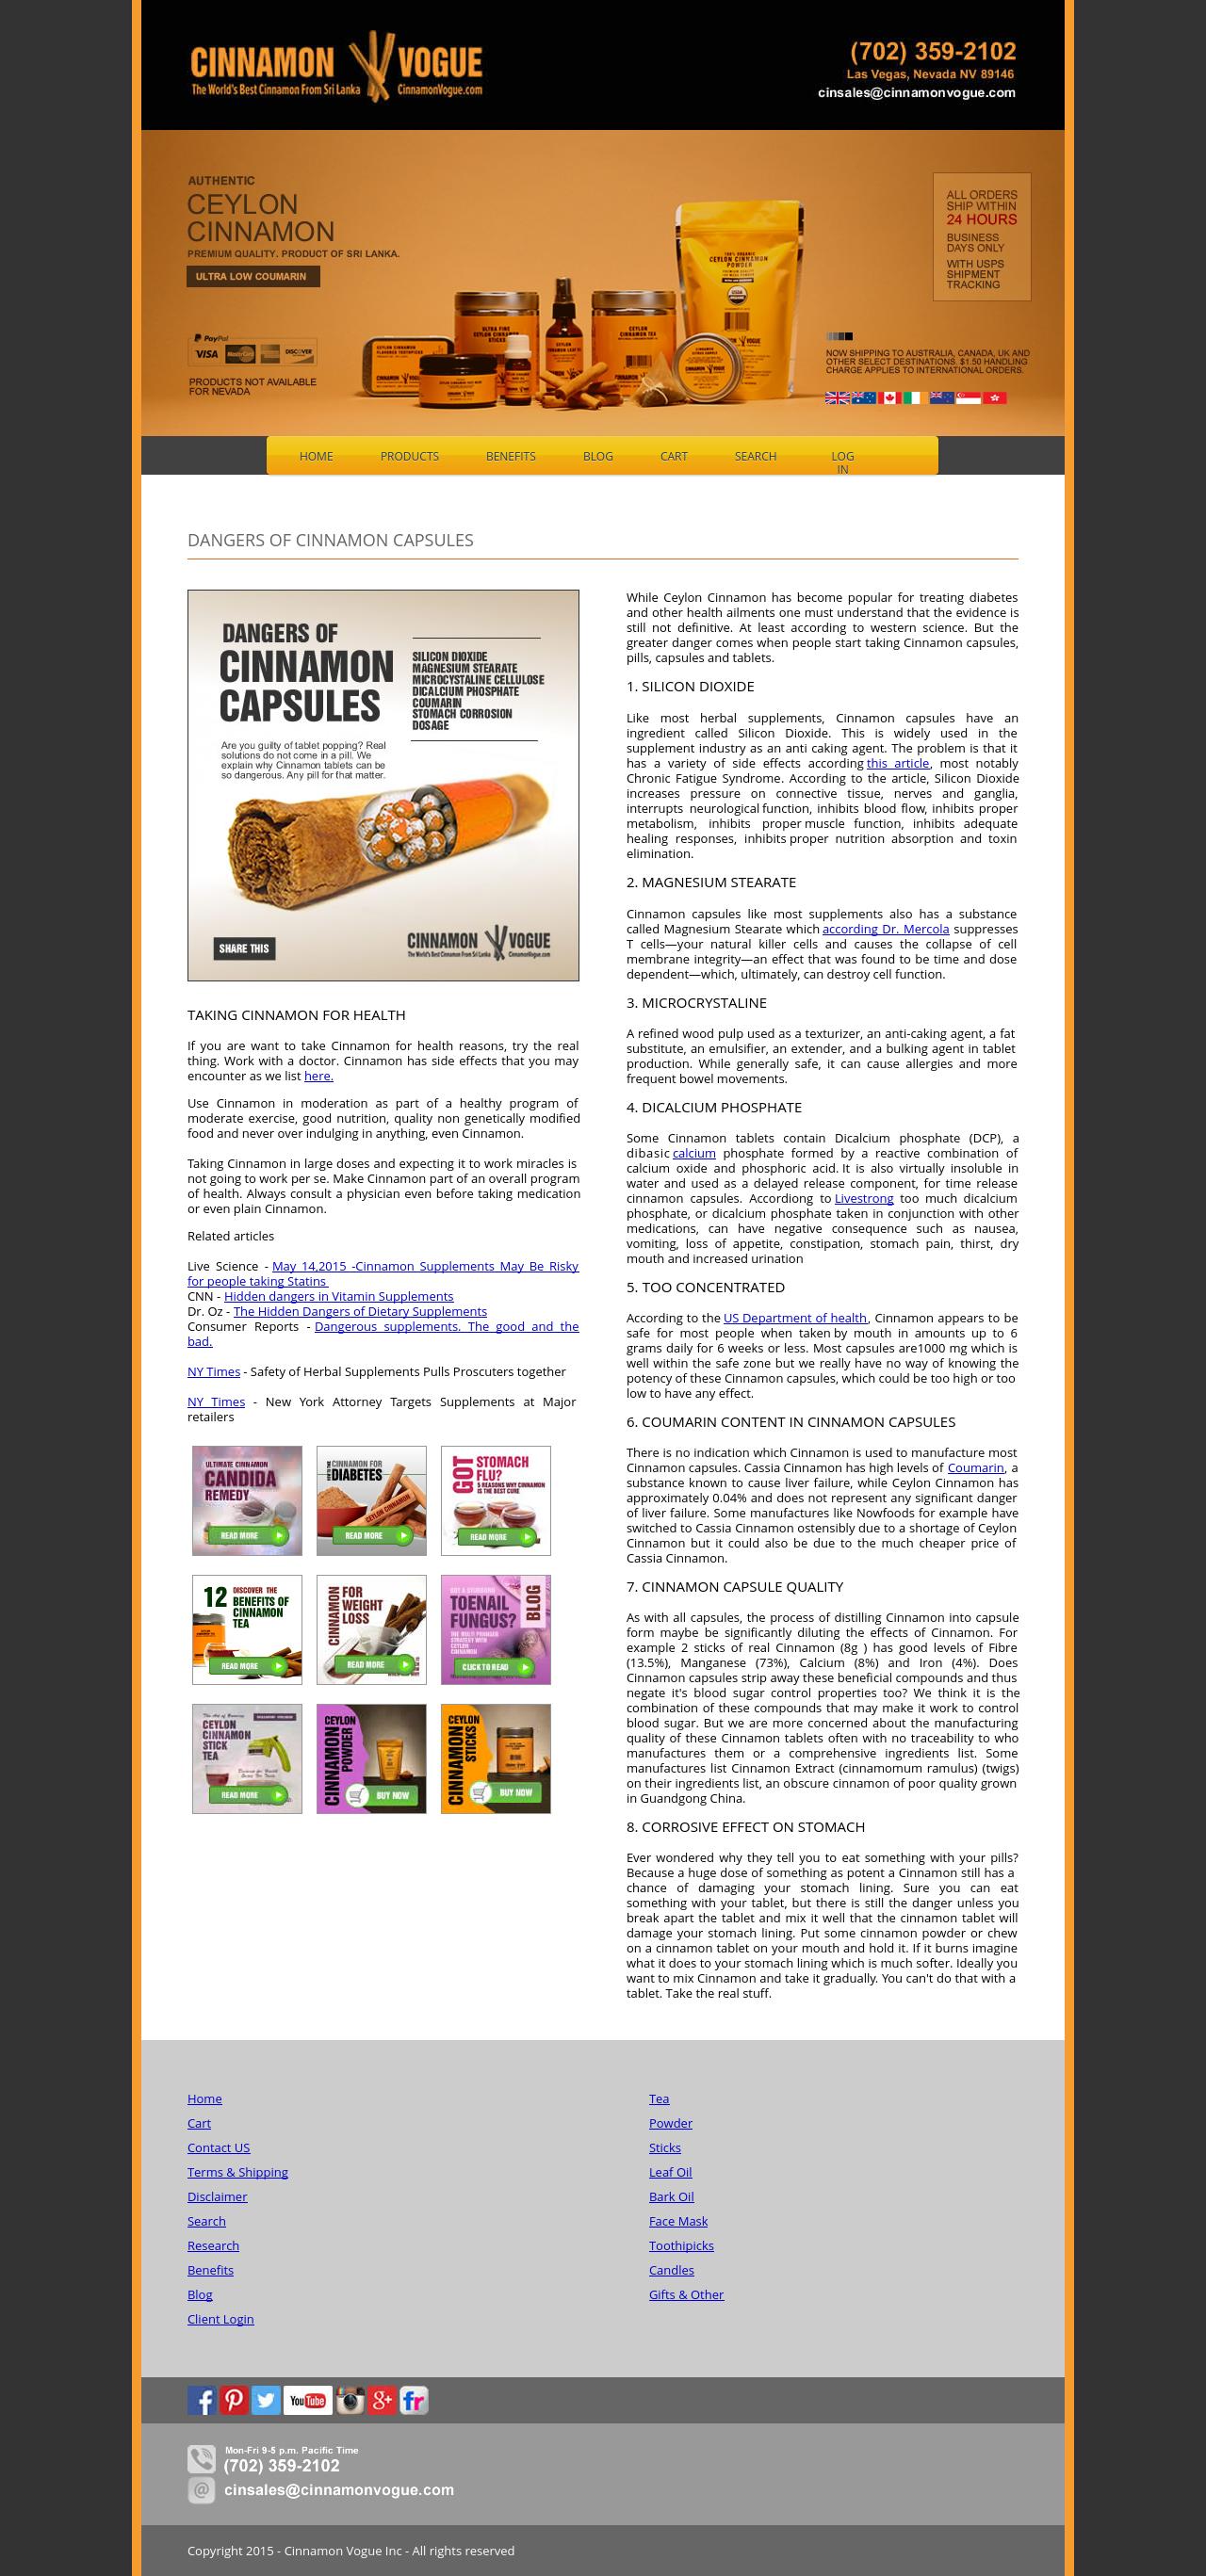 CINNAMON VOGUE
The World's Best Cinnamon From Sri Lanka CinnamonVogue.com
(702) 359-2102
Las Vegas, Nevada NV 89146
cinsales@cinnamonvogue.com
AUTHENTIC
CEYLON
CINNAMON
PREMIUM QUALITY. PRODUCT OF SRI LANKA.
ULTRA LOW COUMARIN
PayPal
VISA MasterCard DISCOVER
PRODUCTS NOT AVAILABLE
FOR NEVADA
100% ORGANIC
CEYLON CINNAMON
POWDER
ULTRA FINE
CEYLON CINNAMON
STICKS
CINNAMON TEA
ALL ORDERS
SHIP WITHIN
24 HOURS
BUSINESS
DAYS ONLY
WITH USPS
SHIPMENT
TRACKING
NOW SHIPPING TO AUSTRALIA, CANADA, UK AND
OTHER SELECT DESTINATIONS. $1.50 HANDLING
CHARGE APPLIES TO INTERNATIONAL ORDERS.
HOME PRODUCTS BENEFITS BLOG CART SEARCH LOG
IN
DANGERS OF CINNAMON CAPSULES
DANGERS OF
CINNAMON
CAPSULES
SILICON DIOXIDE
MAGNESIUM STEARATE
MICROCYSTALINE CELLULOSE
DICALCIUM PHOSPHATE
COUMARIN
STOMACH CORROSION
DOSAGE
Are you guilty of tablet popping? Real
solutions do not come in a pill. We
explain why Cinnamon tablets can be
so dangerous. Any pill for that matter.
SHARE THIS
CINNAMON VOGUE
The World's Best Cinnamon From Sri Lanka CinnamonVogue.com
TAKING CINNAMON FOR HEALTH
If you are want to take Cinnamon for health reasons, try the real
thing. Work with a doctor. Cinnamon has side effects that you may
encounter as we list here.
Use Cinnamon in moderation as part of a healthy program of
moderate exercise, good nutrition, quality non genetically modified
food and never over indulging in anything, even Cinnamon.
Taking Cinnamon in large doses and expecting it to work miracles is
not going to work per se. Make Cinnamon part of an overall program
of health. Always consult a physician even before taking medication
or even plain Cinnamon.
Related articles
Live Science - May 14,2015 -Cinnamon Supplements May Be Risky
for people taking Statins
CNN - Hidden dangers in Vitamin Supplements
Dr. Oz - The Hidden Dangers of Dietary Supplements
Consumer Reports - Dangerous supplements. The good and the
bad.
NY Times - Safety of Herbal Supplements Pulls Proscuters together
NY Times - New York Attorney Targets Supplements at Major
retailers
ULTIMATE CINNAMON
CANDIDA
REMEDY
READ MORE
CINNAMON FOR
DIABETES
CEYLON CINNAMON
READ MORE
GOT STOMACH
FLU?
5 REASONS WHY CINNAMON
IS THE BEST CURE
READ MORE
12 DISCOVER THE
BENEFITS OF
CINNAMON
TEA
READ MORE
CINNAMON FOR
WEIGHT
LOSS
READ MORE
TOENAIL
FUNGUS?
BLOG
CLICK TO READ
CEYLON
CINNAMON
STICK
TEA
READ MORE
CEYLON
CINNAMON
POWDER
BUY NOW
CEYLON
CINNAMON
STICKS
BUY NOW
While Ceylon Cinnamon has become popular for treating diabetes
and other health ailments one must understand that the evidence is
still not definitive. At least according to western science. But the
greater danger comes when people start taking Cinnamon capsules,
pills, capsules and tablets.
1. SILICON DIOXIDE
Like most herbal supplements, Cinnamon capsules have an
ingredient called Silicon Dioxide. This is widely used in the
supplement industry as an anti caking agent. The problem is that it
has a variety of side effects according this article, most notably
Chronic Fatigue Syndrome. According to the article, Silicon Dioxide
increases pressure on connective tissue, nerves and ganglia,
interrupts neurological function, inhibits blood flow, inhibits proper
metabolism, inhibits proper muscle function, inhibits adequate
healing responses, inhibits proper nutrition absorption and toxin
elimination.
2. MAGNESIUM STEARATE
Cinnamon capsules like most supplements also has a substance
called Magnesium Stearate which according Dr. Mercola suppresses
T cells—your natural killer cells and causes the collapse of cell
membrane integrity—an effect that was found to be time and dose
dependent—which, ultimately, can destroy cell function.
3. MICROCRYSTALINE
A refined wood pulp used as a texturizer, an anti-caking agent, a fat
substitute, an emulsifier, an extender, and a bulking agent in tablet
production. While generally safe, it can cause allergies and more
frequent bowel movements.
4. DICALCIUM PHOSPHATE
Some Cinnamon tablets contain Dicalcium phosphate (DCP), a
dibasic calcium phosphate formed by a reactive combination of
calcium oxide and phosphoric acid. It is also virtually insoluble in
water and used as a delayed release component, for time release
cinnamon capsules. Accordiong to Livestrong too much dicalcium
phosphate, or dicalcium phosphate taken in conjunction with other
medications, can have negative consequence such as nausea,
vomiting, loss of appetite, constipation, stomach pain, thirst, dry
mouth and increased urination
5. TOO CONCENTRATED
According to the US Department of health, Cinnamon appears to be
safe for most people when taken by mouth in amounts up to 6
grams daily for 6 weeks or less. Most capsules are1000 mg which is
well within the safe zone but we really have no way of knowing the
potency of these Cinnamon capsules, which could be too high or too
low to have any effect.
6. COUMARIN CONTENT IN CINNAMON CAPSULES
There is no indication which Cinnamon is used to manufacture most
Cinnamon capsules. Cassia Cinnamon has high levels of Coumarin, a
substance known to cause liver failure, while Ceylon Cinnamon has
approximately 0.04% and does not represent any significant danger
of liver failure. Some manufactures like Nowfoods for example have
switched to Cassia Cinnamon ostensibly due to a shortage of Ceylon
Cinnamon but it could also be due to the much cheaper price of
Cassia Cinnamon.
7. CINNAMON CAPSULE QUALITY
As with all capsules, the process of distilling Cinnamon into capsule
form maybe be significantly diluting the effects of Cinnamon. For
example 2 sticks of real Cinnamon (8g ) has good levels of Fibre
(13.5%), Manganese (73%), Calcium (8%) and Iron (4%). Does
Cinnamon capsules strip away these beneficial compounds and thus
negate it's blood sugar control properties too? We think it is the
combination of these compounds that may make it work to control
blood sugar. But we are more concerned about the manufacturing
quality of these Cinnamon tablets often with no traceability to who
manufactures them or a comprehensive ingredients list. Some
manufactures list Cinnamon Extract (cinnamomum ramulus) (twigs)
on their ingredients list, an obscure cinnamon of poor quality grown
in Guandgong China.
8. CORROSIVE EFFECT ON STOMACH
Ever wondered why they tell you to eat something with your pills?
Because a huge dose of something as potent a Cinnamon still has a
chance of damaging your stomach lining. Sure you can eat
something with your tablet, but there is still the danger unless you
break apart the tablet and mix it well that the cinnamon tablet will
damage your stomach lining. Put some cinnamon powder or chew
on a cinnamon tablet on your mouth and hold it. If it burns imagine
what it does to your stomach lining which is much softer. Ideally you
want to mix Cinnamon and take it gradually. You can't do that with a
tablet. Take the real stuff.
Home
Cart
Contact US
Terms & Shipping
Disclaimer
Search
Research
Benefits
Blog
Client Login
Tea
Powder
Sticks
Leaf Oil
Bark Oil
Face Mask
Toothipicks
Candles
Gifts & Other
You Tube
Mon-Fri 9-5 p.m. Pacific Time
(702) 359-2102
cinsales@cinnamonvogue.com
Copyright 2015 - Cinnamon Vogue Inc - All rights reserved